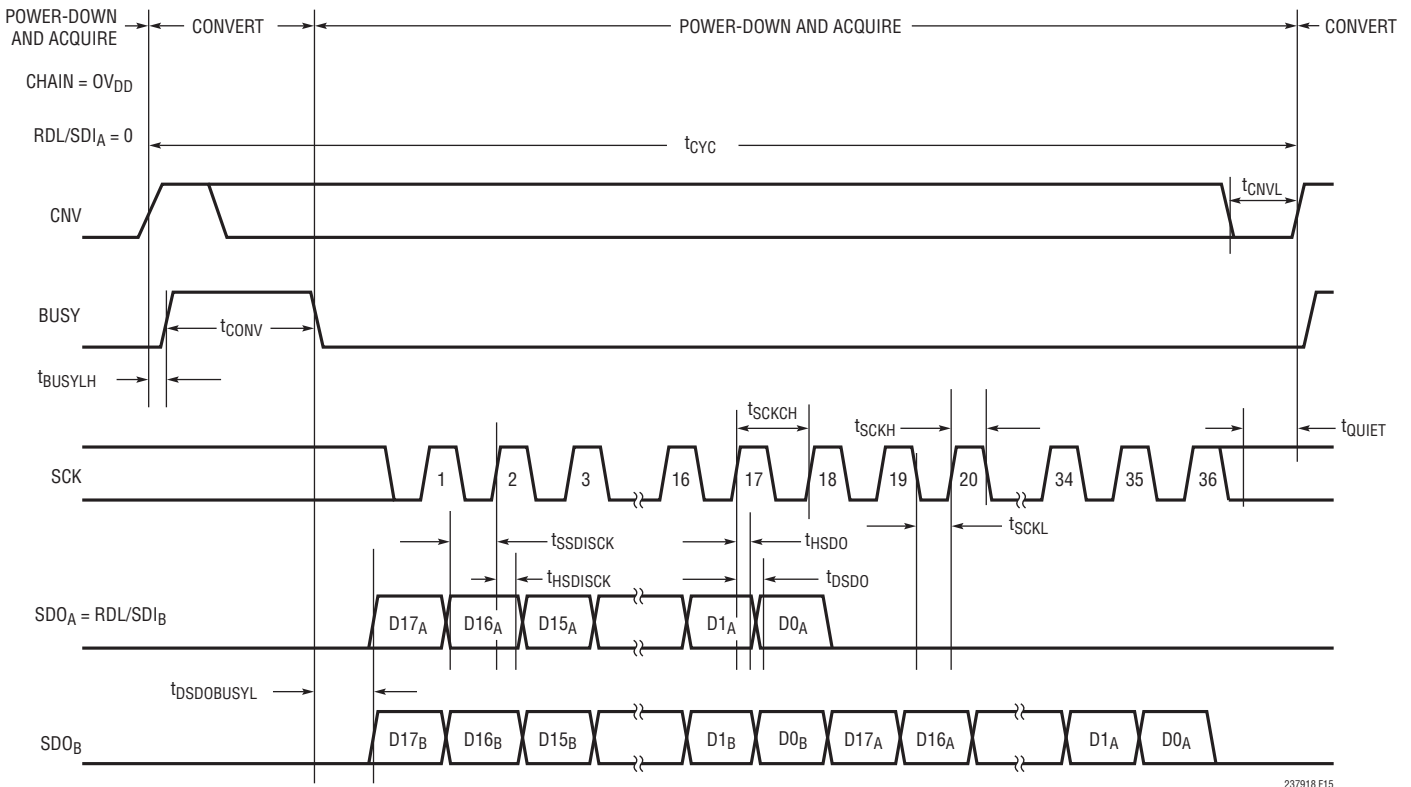 POWER-DOWN AND ACQUIRE
CONVERT
POWER-DOWN AND ACQUIRE
CONVERT
CHAIN = OVDD
RDL/SDIA = 0
tCYC
CNV
tCNVL
BUSY
tCONV
tBUSYLH
tSCKCH
tSCKH
tQUIET
SCK
1
2
3
16
17
18
19
20
34
35
36
tSSDISCK
tHSDO
tSCKL
tHSDISCK
tDSDO
SDOA = RDL/SDIB
D17A
D16A
D15A
D1A
D0A
tDSDOBUSYL
SDOB
D17B
D16B
D15B
D1B
D0B
D17A
D16A
D1A
D0A
237918 F15